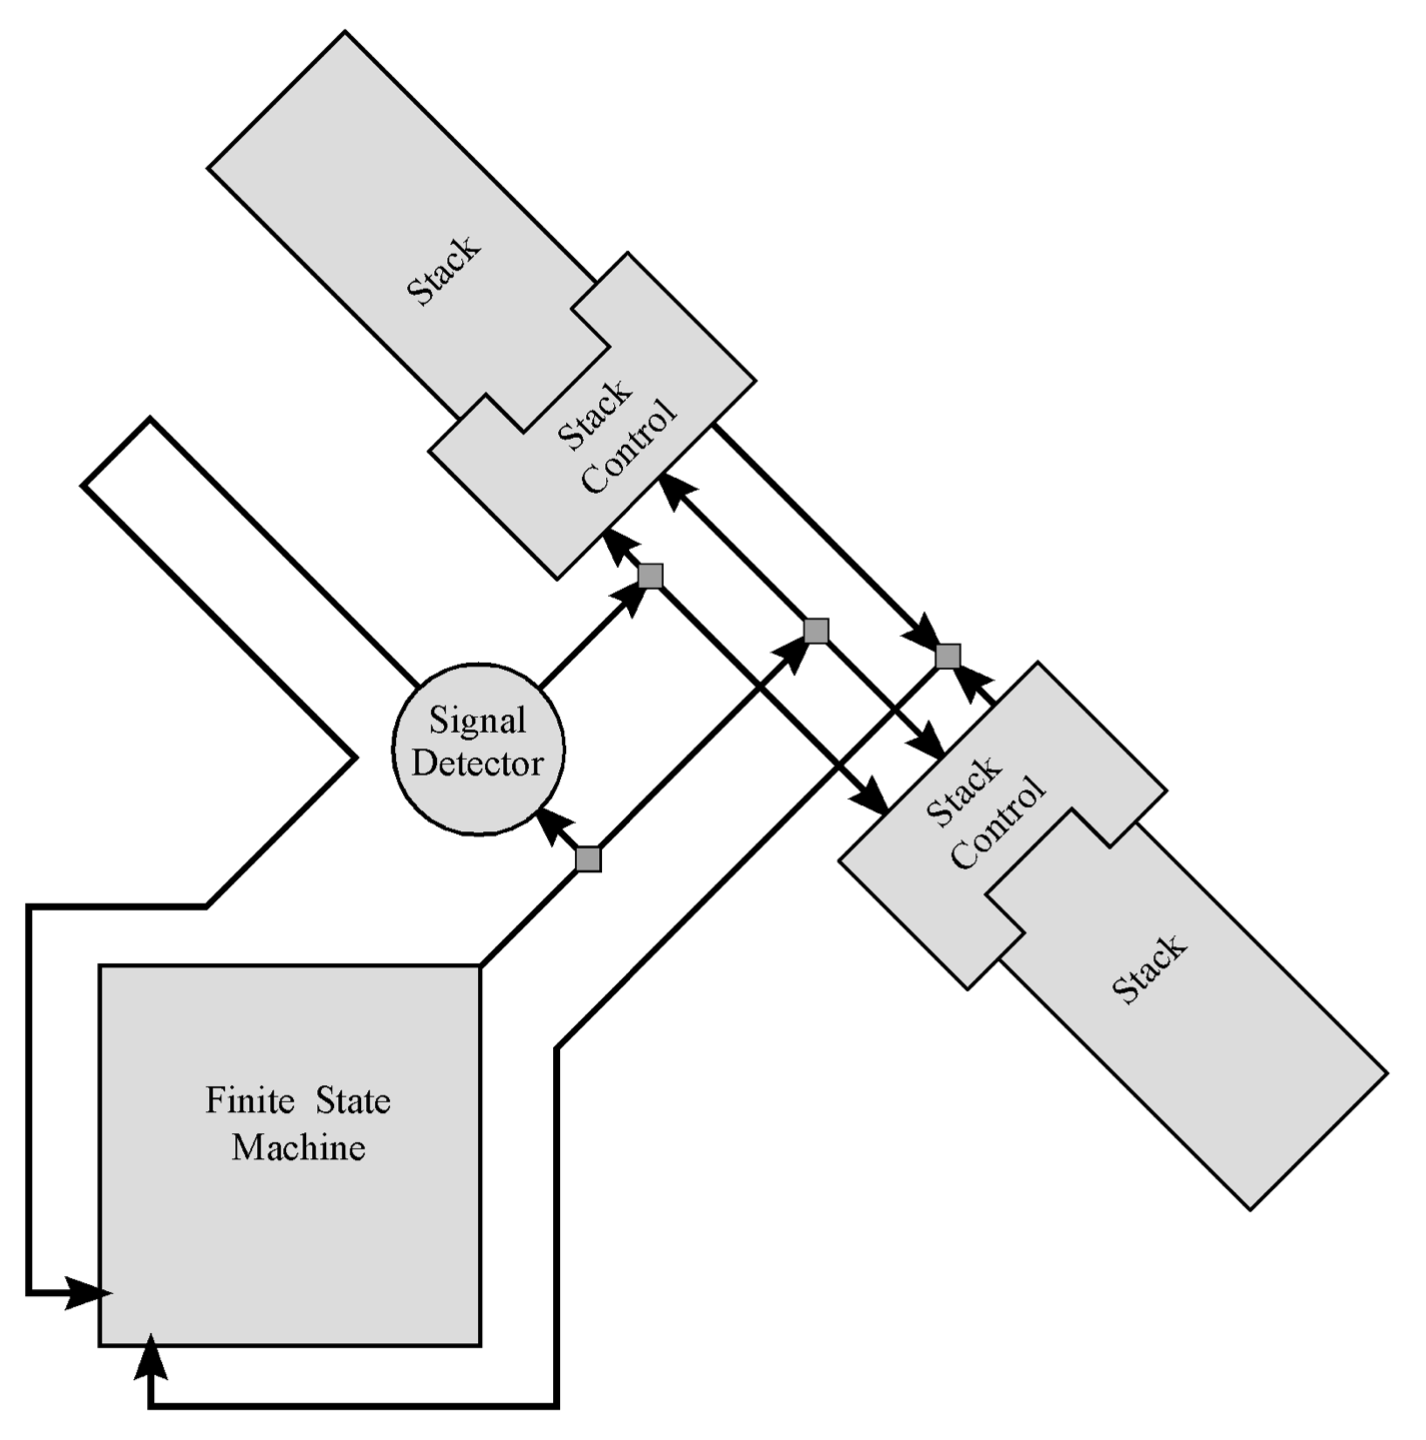 Stack
Stack
Control
Signal
Detector
Stack
Control
Stack
Finite State
Machine